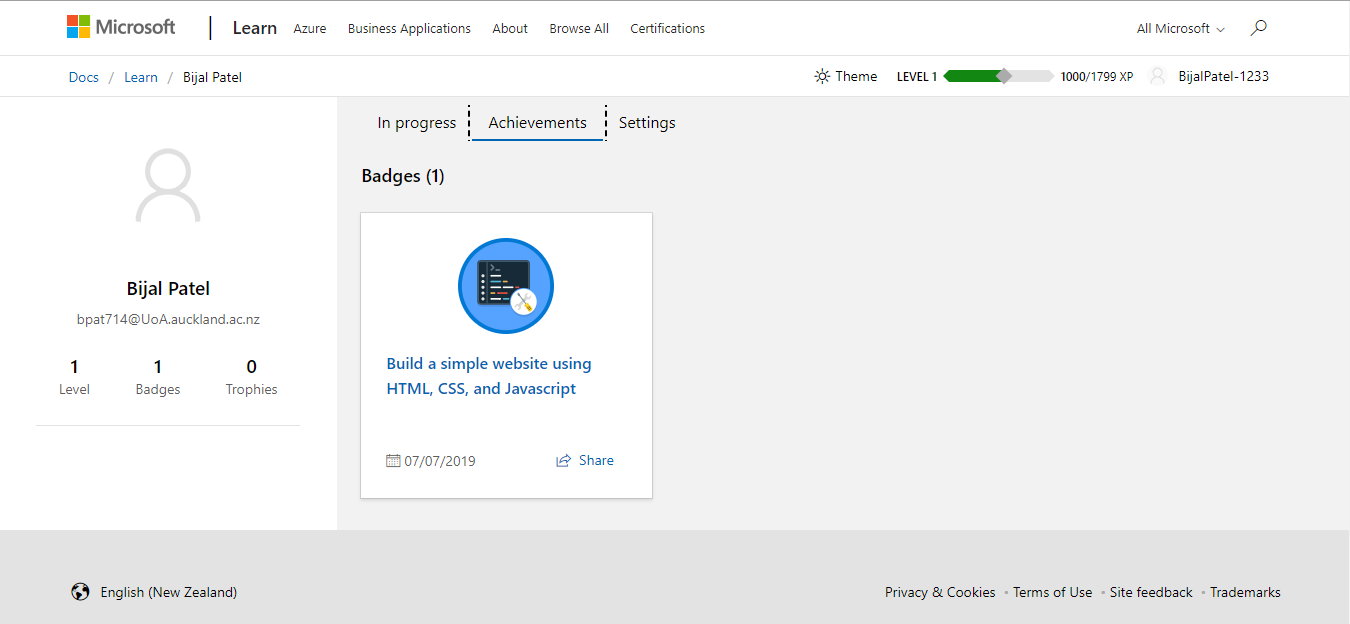 Microsoft | Learn Azure Business Applications About Browse All Certifications All Microsoft
Docs / Learn / Bijal Patel Theme LEVEL 1 1000/1799 XP BijalPatel-1233
In progress Achievements Settings
Badges (1)
Bijal Patel
bpat714@UoA.auckland.ac.nz
1 1 0
Level Badges Trophies
Build a simple website using
HTML, CSS, and Javascript
07/07/2019 Share
English (New Zealand) Privacy & Cookies • Terms of Use • Site feedback • Trademarks